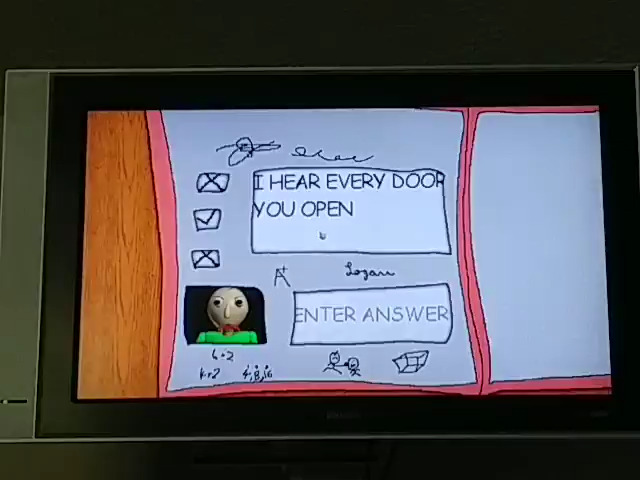 I HEAR EVERY DOOR
YOU OPEN
A+
Logan
ENTER ANSWER